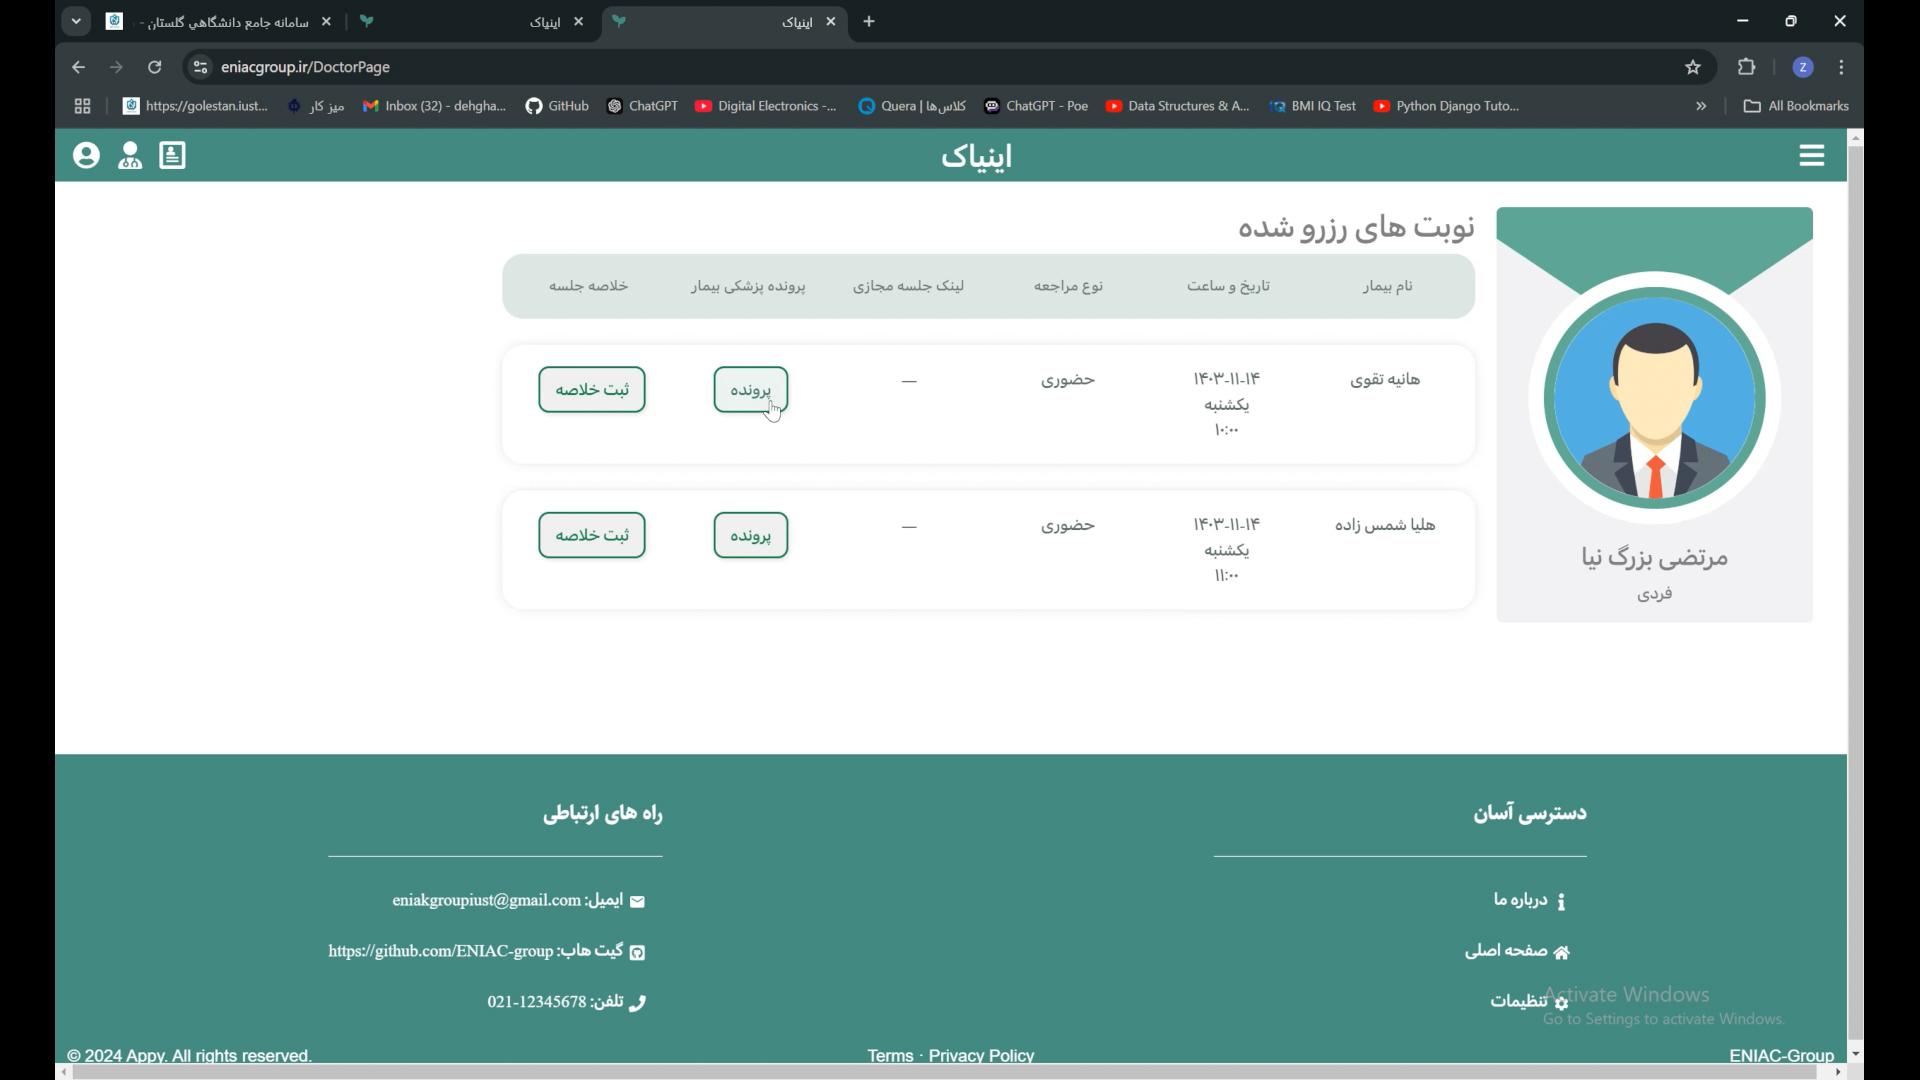 سامانه جامع دانشگاهي گلستان -
اینیاک
اینیاک
eniacgroup.ir/DoctorPage
Z
https://golestan.iust...
میز کار
Inbox (32) - dehgha...
GitHub
ChatGPT
Digital Electronics -...
Quera | کلاس‌ها
ChatGPT - Poe
Data Structures & A...
BMI IQ Test
Python Django Tuto...
»
All Bookmarks
اینیاک
نوبت های رزرو شده
نام بیمار
تاریخ و ساعت
نوع مراجعه
لینک جلسه مجازی
پرونده پزشکی بیمار
خلاصه جلسه
هانیه تقوی
۱۴۰۳-۱۱-۱۴
یکشنبه
۱۰:۰۰
حضوری
—
پرونده
ثبت خلاصه
هلیا شمس زاده
۱۴۰۳-۱۱-۱۴
یکشنبه
۱۱:۰۰
حضوری
—
پرونده
ثبت خلاصه
مرتضی بزرگ نیا
فردی
دسترسی آسان
درباره ما
صفحه اصلی
تنظیمات
راه های ارتباطی
ایمیل: eniakgroupiust@gmail.com
گیت هاب: https://github.com/ENIAC-group
تلفن: 021-12345678
Activate Windows
Go to Settings to activate Windows.
© 2024 Appy. All rights reserved.
Terms · Privacy Policy
ENIAC-Group